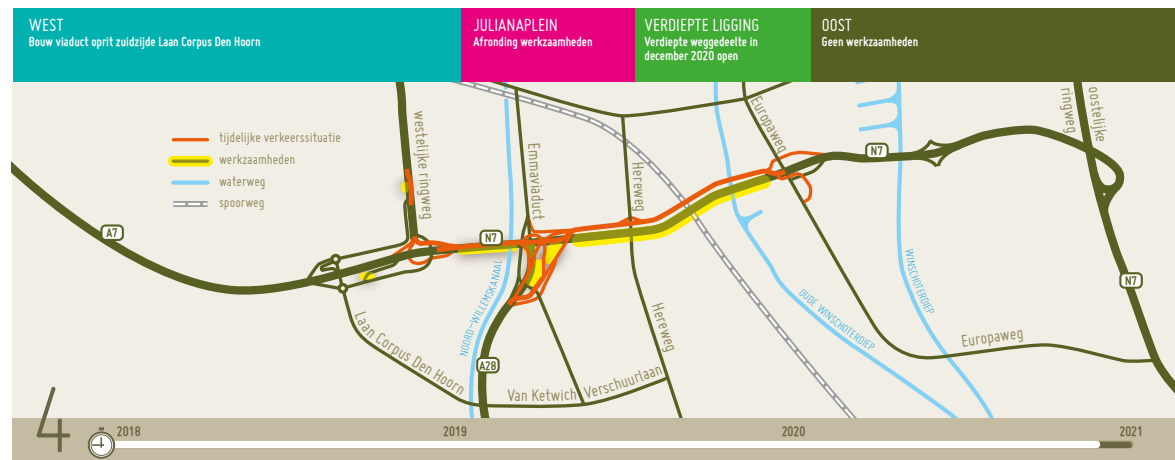 WEST
Bouw viaduct oprit zuidzijde Laan Corpus Den Hoorn
JULIANAPLEIN
Afronding werkzaamheden
VERDIEPTE LIGGING
Verdiepte weggedeelte in
december 2020 open
OOST
Geen werkzaamheden
tijdelijke verkeerssituatie
werkzaamheden
waterweg
spoorweg
westelijke ringweg
Emmaviaduct
Hereweg
Europaweg
oostelijke
ringweg
A7
N7
N7
N7
A28
NOORD-WILLEMSKANAAL
Laan Corpus Den Hoorn
Van Ketwich Verschuurlaan
Hereweg
OUDE WINSCHOTERDIEP
WINSCHOTERDIEP
Europaweg
4
2018
2019
2020
2021